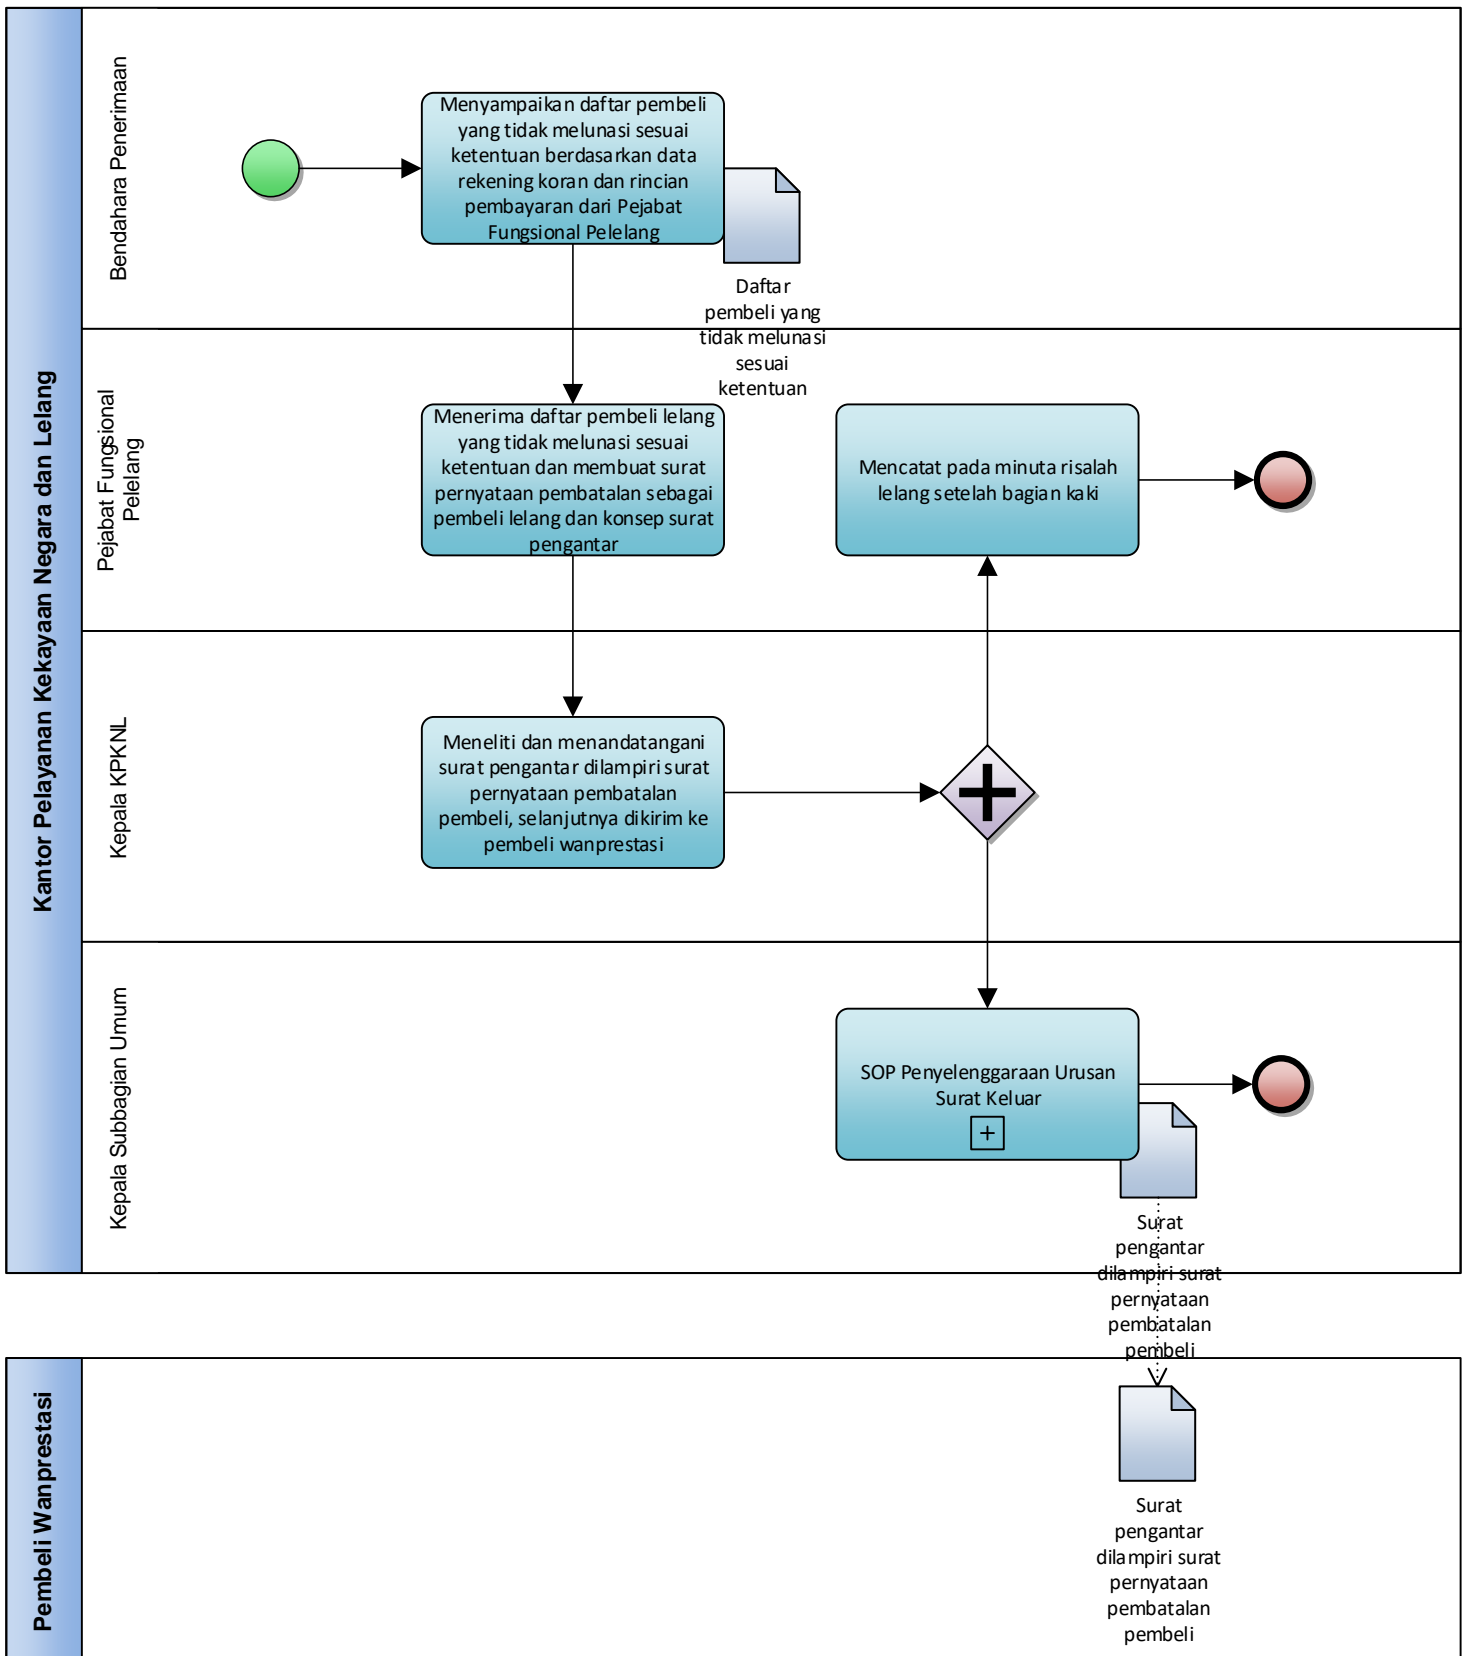 Kantor Pelayanan Kekayaan Negara dan Lelang
Bendahara Penerimaan
Menyampaikan daftar pembeli
yang tidak melunasi sesuai
ketentuan berdasarkan data
rekening koran dan rincian
pembayaran dari Pejabat
Fungsional Pelelang
Daftar
pembeli yang
tidak melunasi
sesuai
ketentuan
Pejabat Fungsional
Pelelang
Menerima daftar pembeli lelang
yang tidak melunasi sesuai
ketentuan dan membuat surat
pernyataan pembatalan sebagai
pembeli lelang dan konsep surat
pengantar
Mencatat pada minuta risalah
lelang setelah bagian kaki
Kepala KPKNL
Meneliti dan menandatangani
surat pengantar dilampiri surat
pernyataan pembatalan
pembeli, selanjutnya dikirim ke
pembeli wanprestasi
Kepala Subbagian Umum
SOP Penyelenggaraan Urusan
Surat Keluar
Surat
pengantar
dilampiri surat
pernyataan
pembatalan
pembeli
Pembeli Wanprestasi
Surat
pengantar
dilampiri surat
pernyataan
pembatalan
pembeli